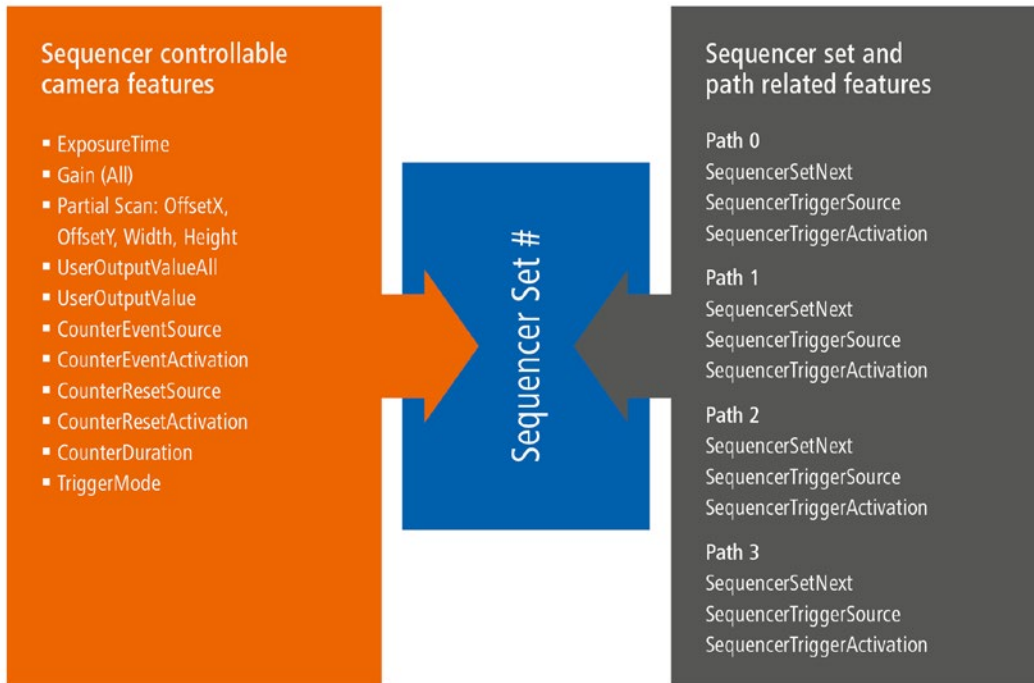 Sequencer controllable
camera features
▪ ExposureTime
▪ Gain (All)
▪ Partial Scan: OffsetX,
OffsetY, Width, Height
▪ UserOutputValueAll
▪ UserOutputValue
▪ CounterEventSource
▪ CounterEventActivation
▪ CounterResetSource
▪ CounterResetActivation
▪ CounterDuration
▪ TriggerMode
Sequencer Set #
Sequencer set and
path related features
Path 0
SequencerSetNext
SequencerTriggerSource
SequencerTriggerActivation
Path 1
SequencerSetNext
SequencerTriggerSource
SequencerTriggerActivation
Path 2
SequencerSetNext
SequencerTriggerSource
SequencerTriggerActivation
Path 3
SequencerSetNext
SequencerTriggerSource
SequencerTriggerActivation